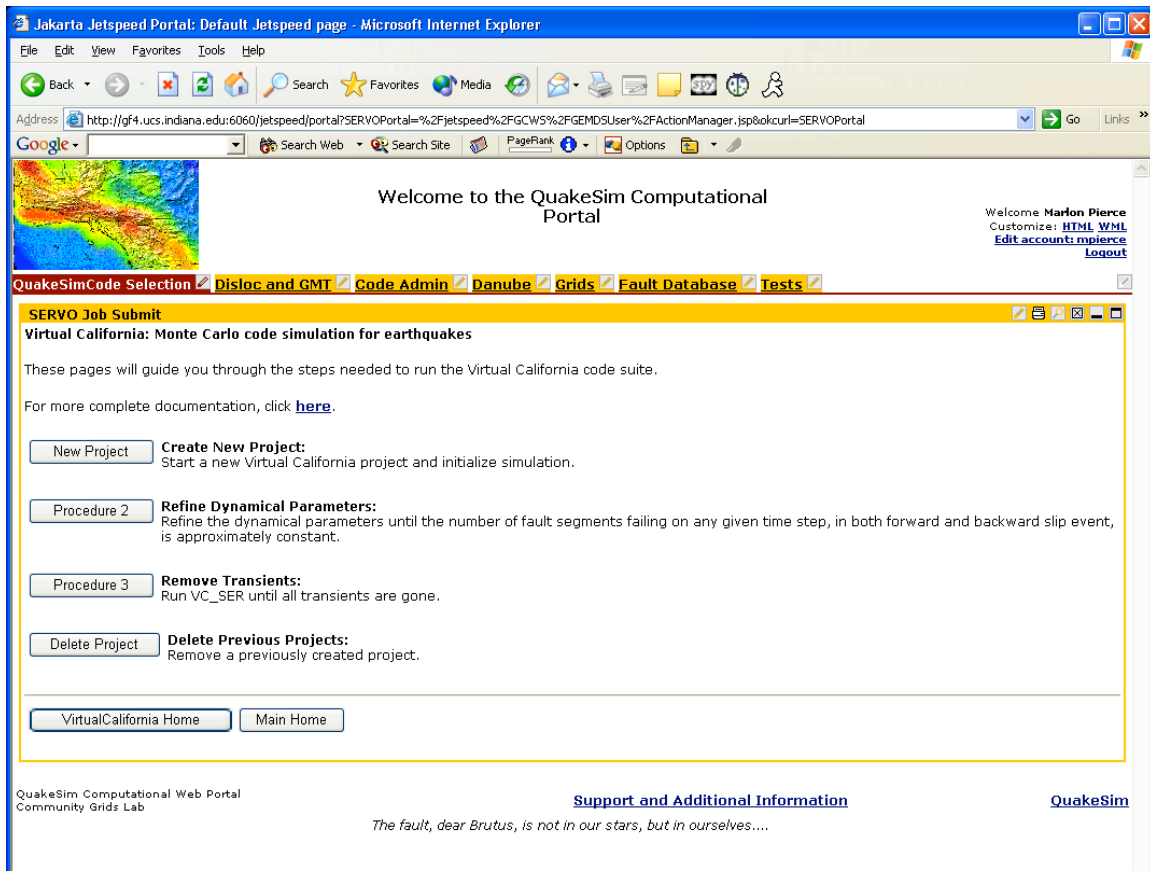 Jakarta Jetspeed Portal: Default Jetspeed page - Microsoft Internet Explorer
File Edit View Favorites Tools Help
Back Search Favorites Media SPY
Address http://gf4.ucs.indiana.edu:6060/jetspeed/portal?SERVOPortal=%2Fjetspeed%2FGCWS%2FGEMDSUser%2FActionManager.jsp&okcurl=SERVOPortal Go Links »
Google Search Web Search Site PageRank Options
Welcome to the QuakeSim Computational
Portal
Welcome Marlon Pierce
Customize: HTML WML
Edit account: mpierce
Logout
QuakeSimCode Selection Disloc and GMT Code Admin Danube Grids Fault Database Tests
SERVO Job Submit
Virtual California: Monte Carlo code simulation for earthquakes
These pages will guide you through the steps needed to run the Virtual California code suite.
For more complete documentation, click here.
New Project Create New Project:
Start a new Virtual California project and initialize simulation.
Procedure 2 Refine Dynamical Parameters:
Refine the dynamical parameters until the number of fault segments failing on any given time step, in both forward and backward slip event,
is approximately constant.
Procedure 3 Remove Transients:
Run VC_SER until all transients are gone.
Delete Project Delete Previous Projects:
Remove a previously created project.
VirtualCalifornia Home Main Home
QuakeSim Computational Web Portal
Community Grids Lab
Support and Additional Information
QuakeSim
The fault, dear Brutus, is not in our stars, but in ourselves....